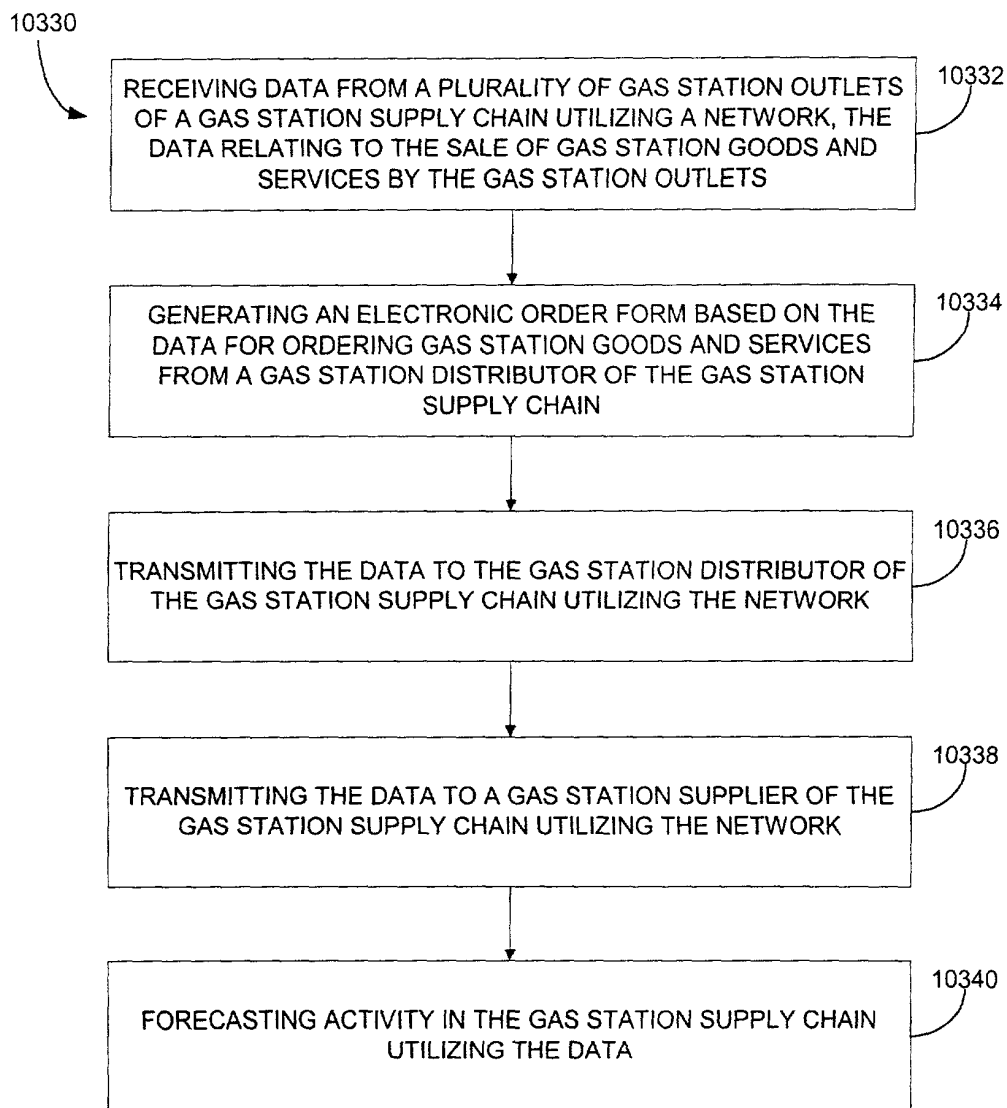 10330
RECEIVING DATA FROM A PLURALITY OF GAS STATION OUTLETS
OF A GAS STATION SUPPLY CHAIN UTILIZING A NETWORK, THE
DATA RELATING TO THE SALE OF GAS STATION GOODS AND
SERVICES BY THE GAS STATION OUTLETS
10332
GENERATING AN ELECTRONIC ORDER FORM BASED ON THE
DATA FOR ORDERING GAS STATION GOODS AND SERVICES
FROM A GAS STATION DISTRIBUTOR OF THE GAS STATION
SUPPLY CHAIN
10334
TRANSMITTING THE DATA TO THE GAS STATION DISTRIBUTOR OF
THE GAS STATION SUPPLY CHAIN UTILIZING THE NETWORK
10336
TRANSMITTING THE DATA TO A GAS STATION SUPPLIER OF THE
GAS STATION SUPPLY CHAIN UTILIZING THE NETWORK
10338
FORECASTING ACTIVITY IN THE GAS STATION SUPPLY CHAIN
UTILIZING THE DATA
10340